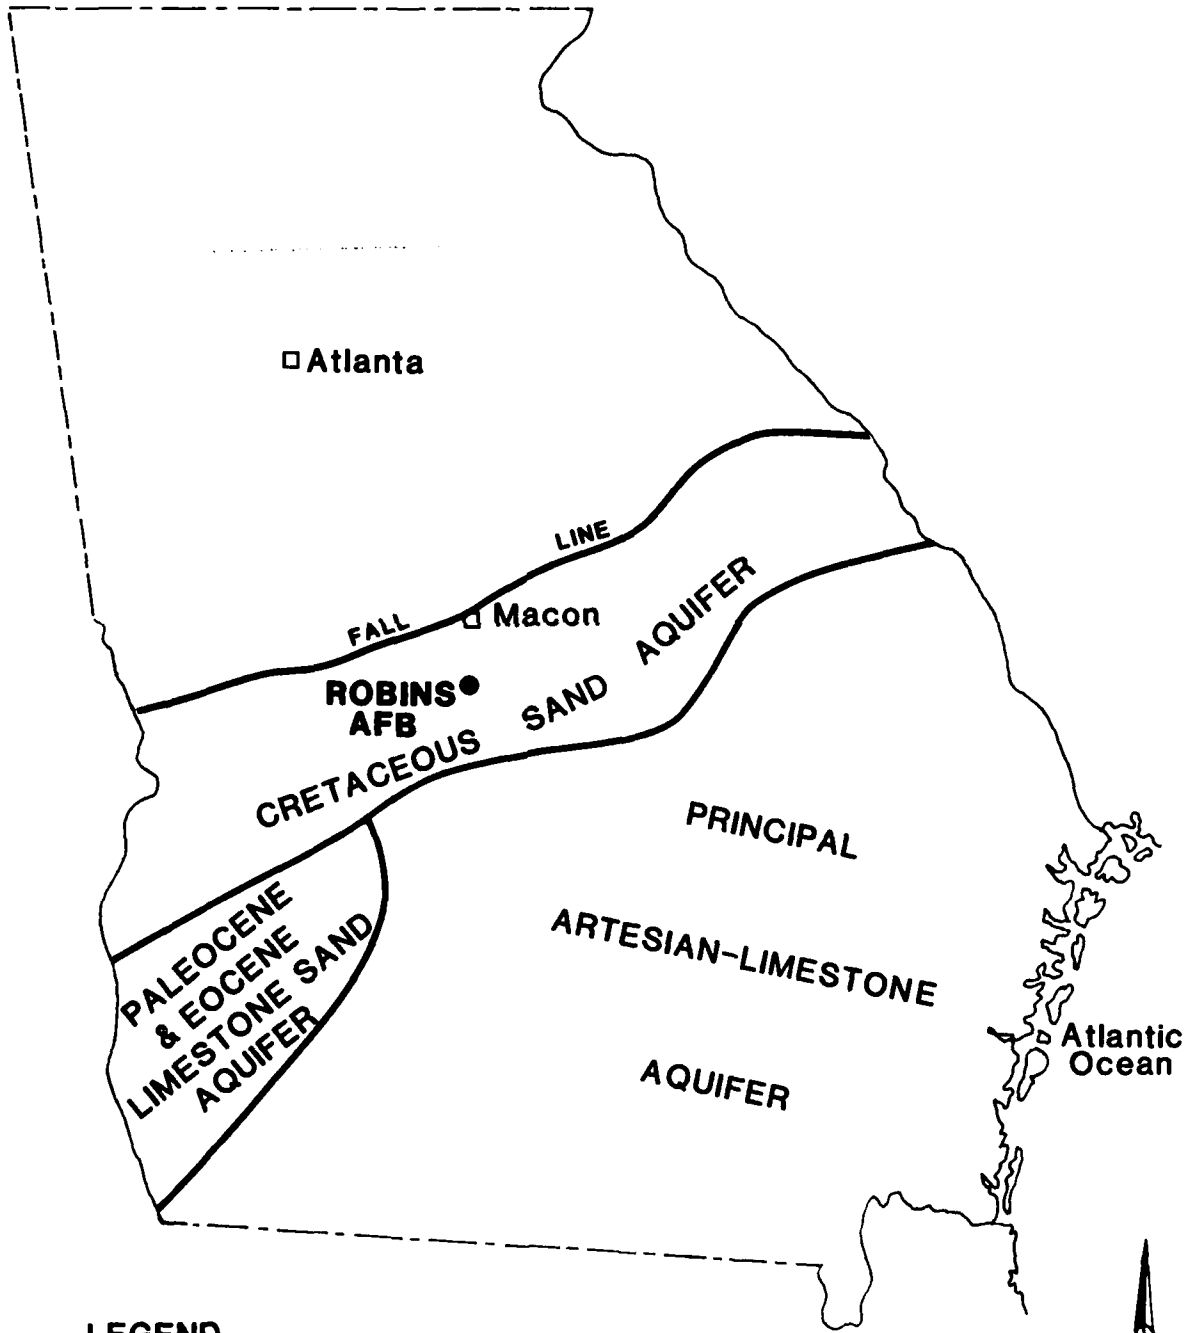 Atlanta
FALL LINE
Macon
ROBINS
AFB
CRETACEOUS SAND AQUIFER
PRINCIPAL
ARTESIAN-LIMESTONE
AQUIFER
PALEOCENE
& EOCENE
LIMESTONE SAND
AQUIFER
Atlantic
Ocean
LEGEND